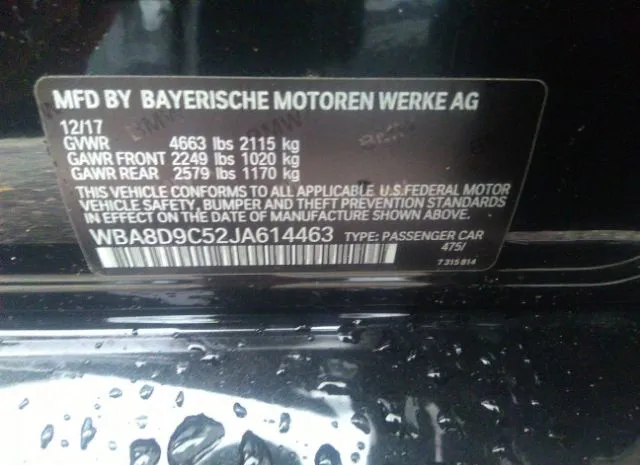 MFD BY BAYERISCHE MOTOREN WERKE AG
12/17
GVWR 4663 lbs 2115 kg
GAWR FRONT 2249 lbs 1020 kg
GAWR REAR 2579 lbs 1170 kg
THIS VEHICLE CONFORMS TO ALL APPLICABLE U.S.FEDERAL MOTOR
VEHICLE SAFETY, BUMPER AND THEFT PREVENTION STANDARDS
IN EFFECT ON THE DATE OF MANUFACTURE SHOWN ABOVE.
WBA8D9C52JA614463 TYPE: PASSENGER CAR
475/
7 315 814